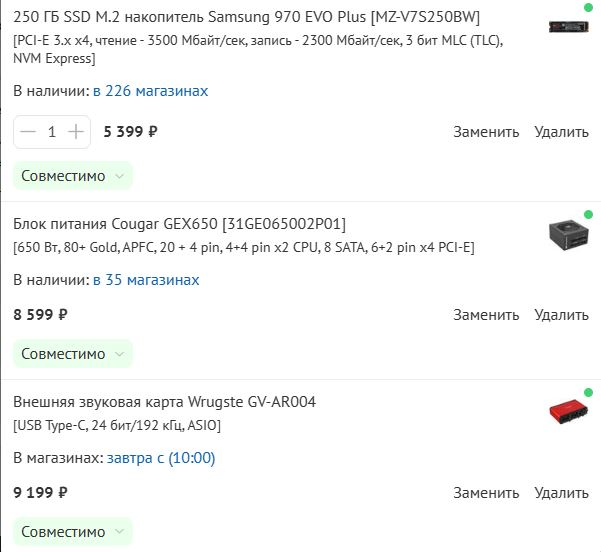 250 ГБ SSD M.2 накопитель Samsung 970 EVO Plus [MZ-V7S250BW]
[PCI-E 3.x x4, чтение - 3500 Мбайт/сек, запись - 2300 Мбайт/сек, 3 бит MLC (TLC),
NVM Express]
В наличии: в 226 магазинах
1 5 399 ₽ Заменить Удалить
Совместимо
Блок питания Cougar GEX650 [31GE065002P01]
[650 Вт, 80+ Gold, APFC, 20 + 4 pin, 4+4 pin x2 CPU, 8 SATA, 6+2 pin x4 PCI-E]
В наличии: в 35 магазинах
8 599 ₽ Заменить Удалить
Совместимо
Внешняя звуковая карта Wrugste GV-AR004
[USB Type-C, 24 бит/192 кГц, ASIO]
В магазинах: завтра с (10:00)
9 199 ₽ Заменить Удалить
Совместимо